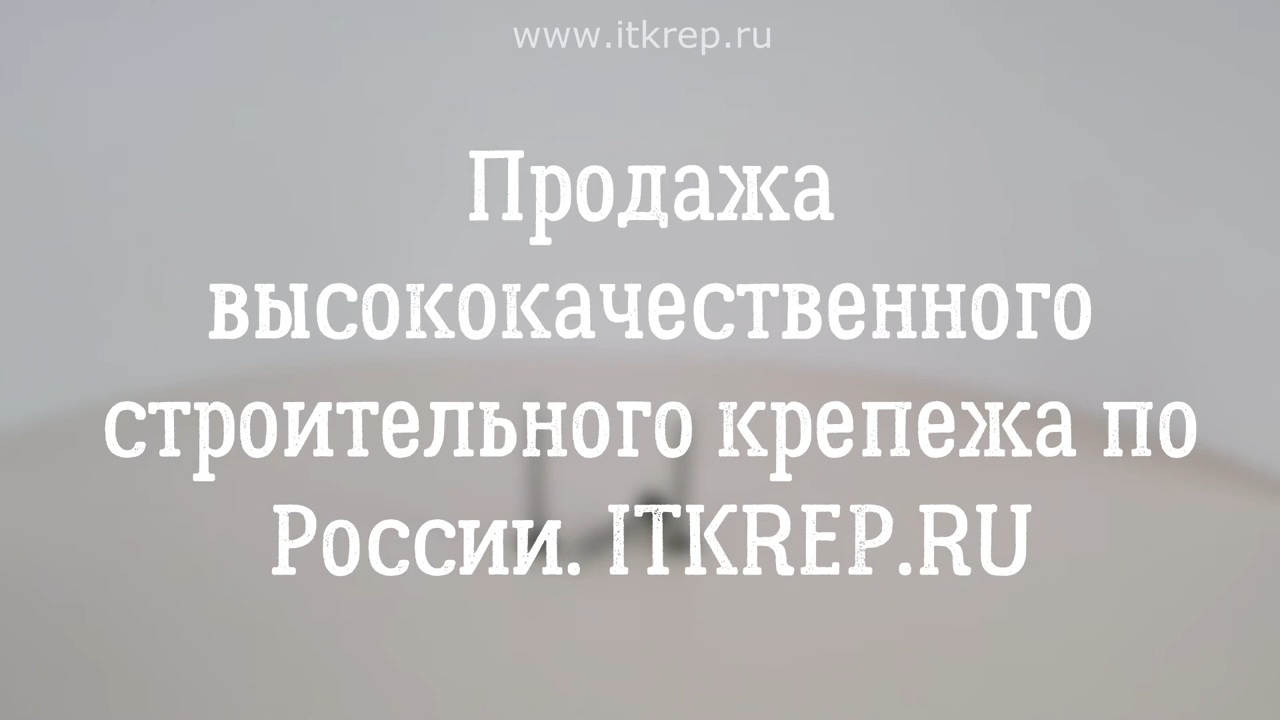 www.itkrep.ru
Продажа
высококачественного
строительного крепежа по
России. ITKREP.RU